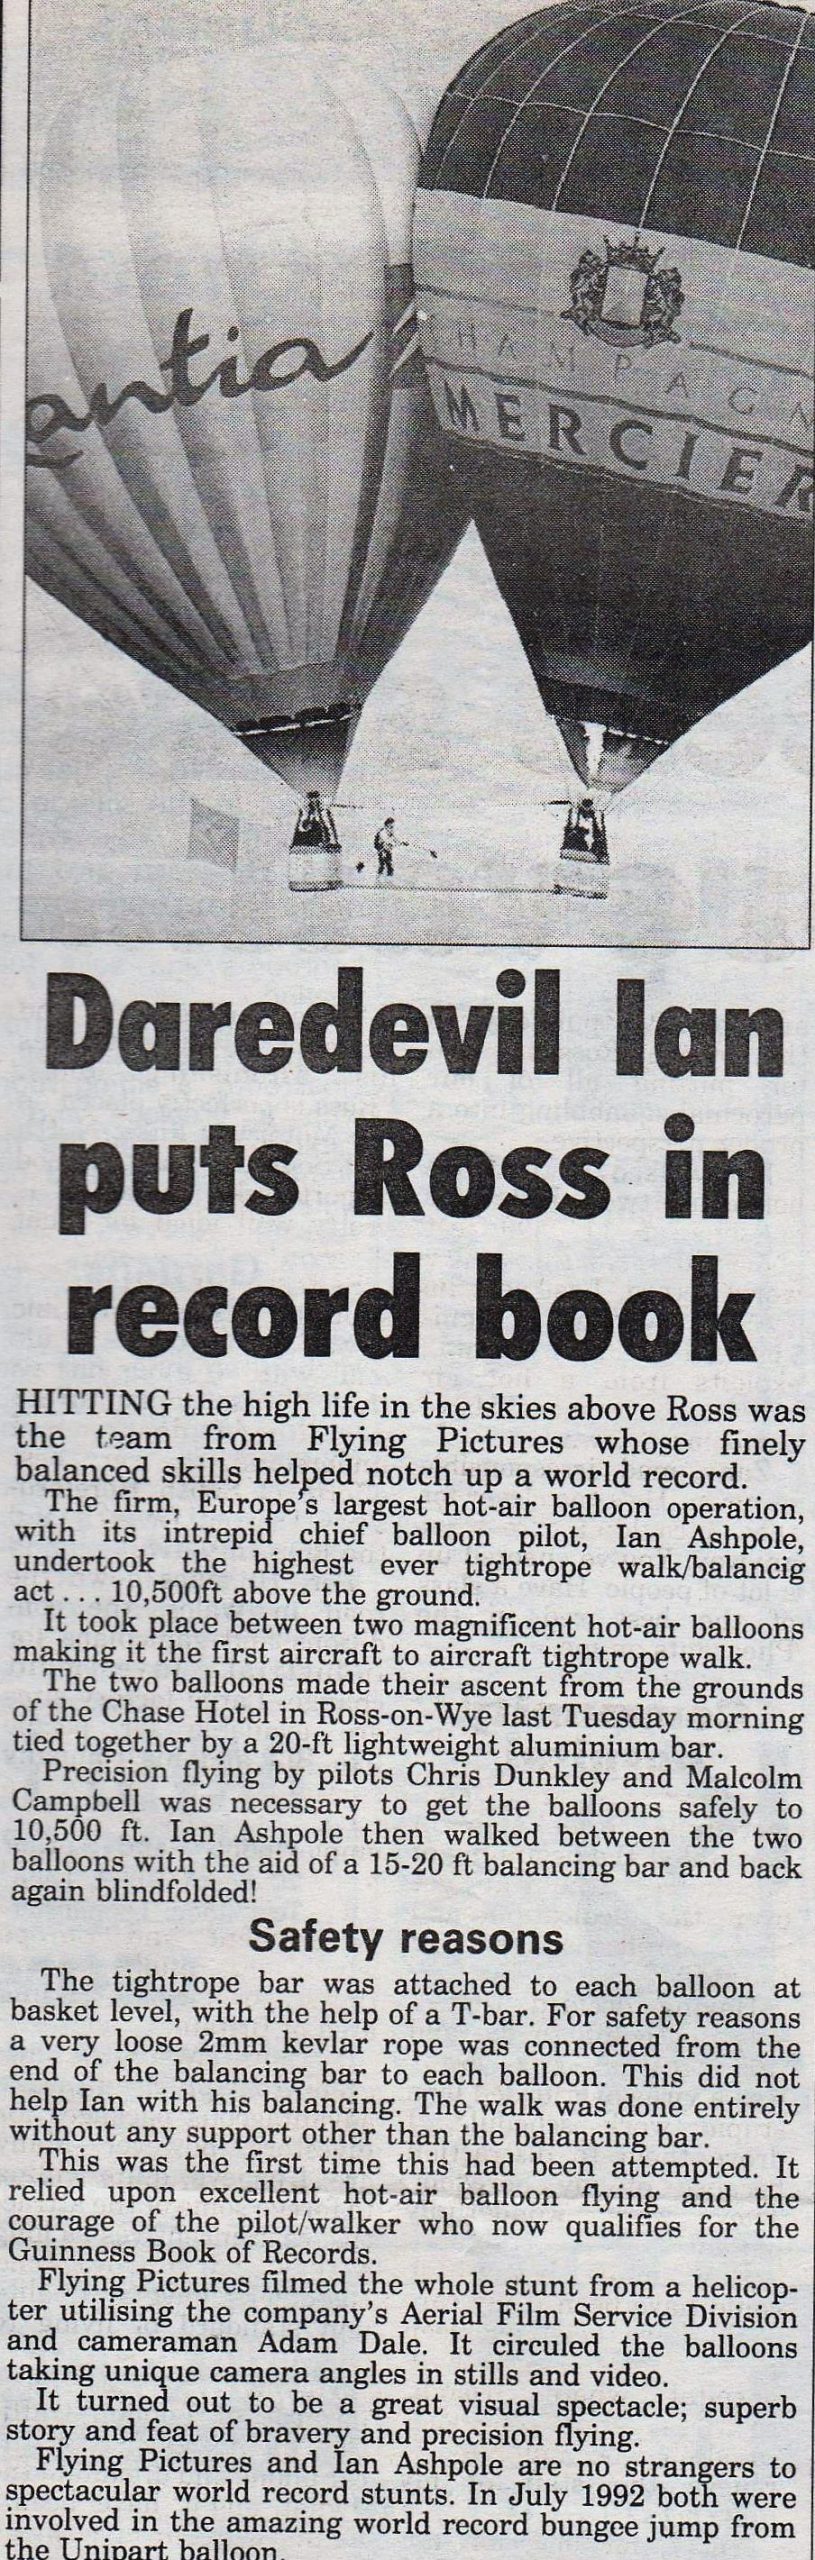 antia
HAMPAGN
MERCIER
Daredevil Ian
puts Ross in
record book
HITTING the high life in the skies above Ross was
the team from Flying Pictures whose finely
balanced skills helped notch up a world record.
The firm, Europe's largest hot-air balloon operation,
with its intrepid chief balloon pilot, Ian Ashpole,
undertook the highest ever tightrope walk/balancig
act . . . 10,500ft above the ground.
It took place between two magnificent hot-air balloons
making it the first aircraft to aircraft tightrope walk.
The two balloons made their ascent from the grounds
of the Chase Hotel in Ross-on-Wye last Tuesday morning
tied together by a 20-ft lightweight aluminium bar.
Precision flying by pilots Chris Dunkley and Malcolm
Campbell was necessary to get the balloons safely to
10,500 ft. Ian Ashpole then walked between the two
balloons with the aid of a 15-20 ft balancing bar and back
again blindfolded!
Safety reasons
The tightrope bar was attached to each balloon at
basket level, with the help of a T-bar. For safety reasons
a very loose 2mm kevlar rope was connected from the
end of the balancing bar to each balloon. This did not
help Ian with his balancing. The walk was done entirely
without any support other than the balancing bar.
This was the first time this had been attempted. It
relied upon excellent hot-air balloon flying and the
courage of the pilot/walker who now qualifies for the
Guinness Book of Records.
Flying Pictures filmed the whole stunt from a helicop-
ter utilising the company's Aerial Film Service Division
and cameraman Adam Dale. It circuled the balloons
taking unique camera angles in stills and video.
It turned out to be a great visual spectacle; superb
story and feat of bravery and precision flying.
Flying Pictures and Ian Ashpole are no strangers to
spectacular world record stunts. In July 1992 both were
involved in the amazing world record bungee jump from
the Unipart balloon.